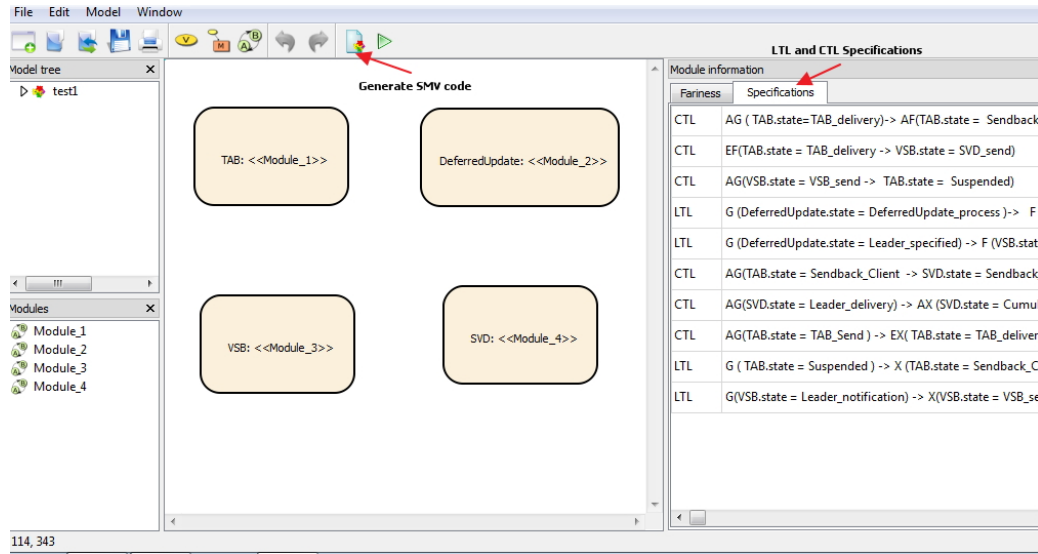 File Edit Model Window
LTL and CTL Specifications
Model tree X
test1
Generate SMV code
TAB: <<Module_1>>
DeferredUpdate: <<Module_2>>
VSB: <<Module_3>>
SVD: <<Module_4>>
Modules X
Module_1
Module_2
Module_3
Module_4
Module information
Fariness Specifications
CTL AG ( TAB.state=TAB_delivery)-> AF(TAB.state = Sendback
CTL EF(TAB.state = TAB_delivery -> VSB.state = SVD_send)
CTL AG(VSB.state = VSB_send -> TAB.state = Suspended)
LTL G (DeferredUpdate.state = DeferredUpdate_process )-> F
LTL G (DeferredUpdate.state = Leader_specified) -> F (VSB.stat
CTL AG(TAB.state = Sendback_Client -> SVD.state = Sendback
CTL AG(SVD.state = Leader_delivery) -> AX (SVD.state = Cumu
CTL AG(TAB.state = TAB_Send ) -> EX( TAB.state = TAB_deliver
LTL G ( TAB.state = Suspended ) -> X (TAB.state = Sendback_C
LTL G(VSB.state = Leader_notification) -> X(VSB.state = VSB_se
114, 343